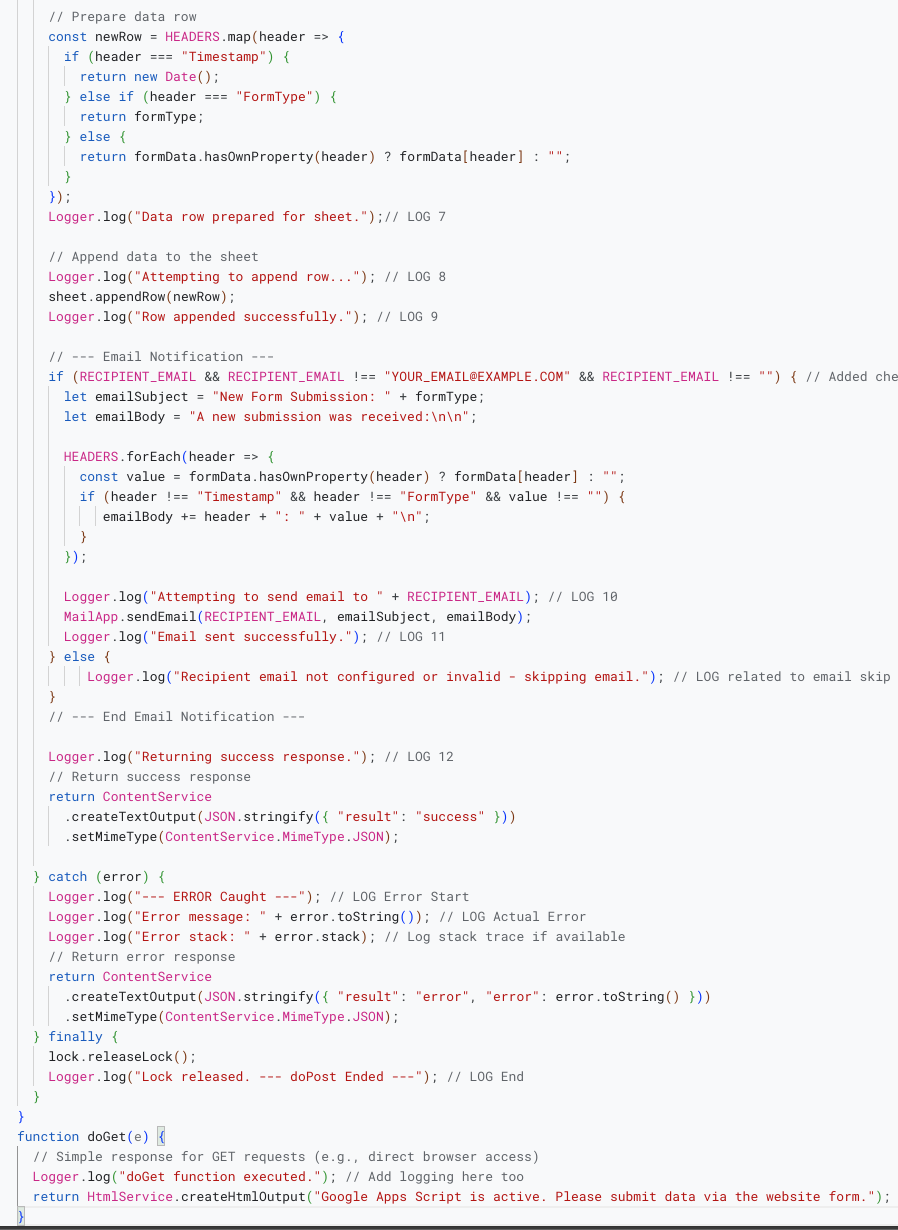 // Prepare data row
const newRow = HEADERS.map(header => {
if (header === "Timestamp") {
return new Date();
} else if (header === "FormType") {
return formType;
} else {
return formData.hasOwnProperty(header) ? formData[header] : "";
}
});
Logger.log("Data row prepared for sheet.");// LOG 7
// Append data to the sheet
Logger.log("Attempting to append row..."); // LOG 8
sheet.appendRow(newRow);
Logger.log("Row appended successfully."); // LOG 9
// --- Email Notification ---
if (RECIPIENT_EMAIL && RECIPIENT_EMAIL !== "YOUR_EMAIL@EXAMPLE.COM" && RECIPIENT_EMAIL !== "") { // Added che
let emailSubject = "New Form Submission: " + formType;
let emailBody = "A new submission was received:\n\n";
HEADERS.forEach(header => {
const value = formData.hasOwnProperty(header) ? formData[header] : "";
if (header !== "Timestamp" && header !== "FormType" && value !== "") {
emailBody += header + ": " + value + "\n";
}
});
Logger.log("Attempting to send email to " + RECIPIENT_EMAIL); // LOG 10
MailApp.sendEmail(RECIPIENT_EMAIL, emailSubject, emailBody);
Logger.log("Email sent successfully."); // LOG 11
} else {
Logger.log("Recipient email not configured or invalid - skipping email."); // LOG related to email skip
}
// --- End Email Notification ---
Logger.log("Returning success response."); // LOG 12
// Return success response
return ContentService
.createTextOutput(JSON.stringify({ "result": "success" }))
.setMimeType(ContentService.MimeType.JSON);
} catch (error) {
Logger.log("--- ERROR Caught ---"); // LOG Error Start
Logger.log("Error message: " + error.toString()); // LOG Actual Error
Logger.log("Error stack: " + error.stack); // Log stack trace if available
// Return error response
return ContentService
.createTextOutput(JSON.stringify({ "result": "error", "error": error.toString() }))
.setMimeType(ContentService.MimeType.JSON);
} finally {
lock.releaseLock();
Logger.log("Lock released. --- doPost Ended ---"); // LOG End
}
}
function doGet(e) {
// Simple response for GET requests (e.g., direct browser access)
Logger.log("doGet function executed."); // Add logging here too
return HtmlService.createHtmlOutput("Google Apps Script is active. Please submit data via the website form.");
}